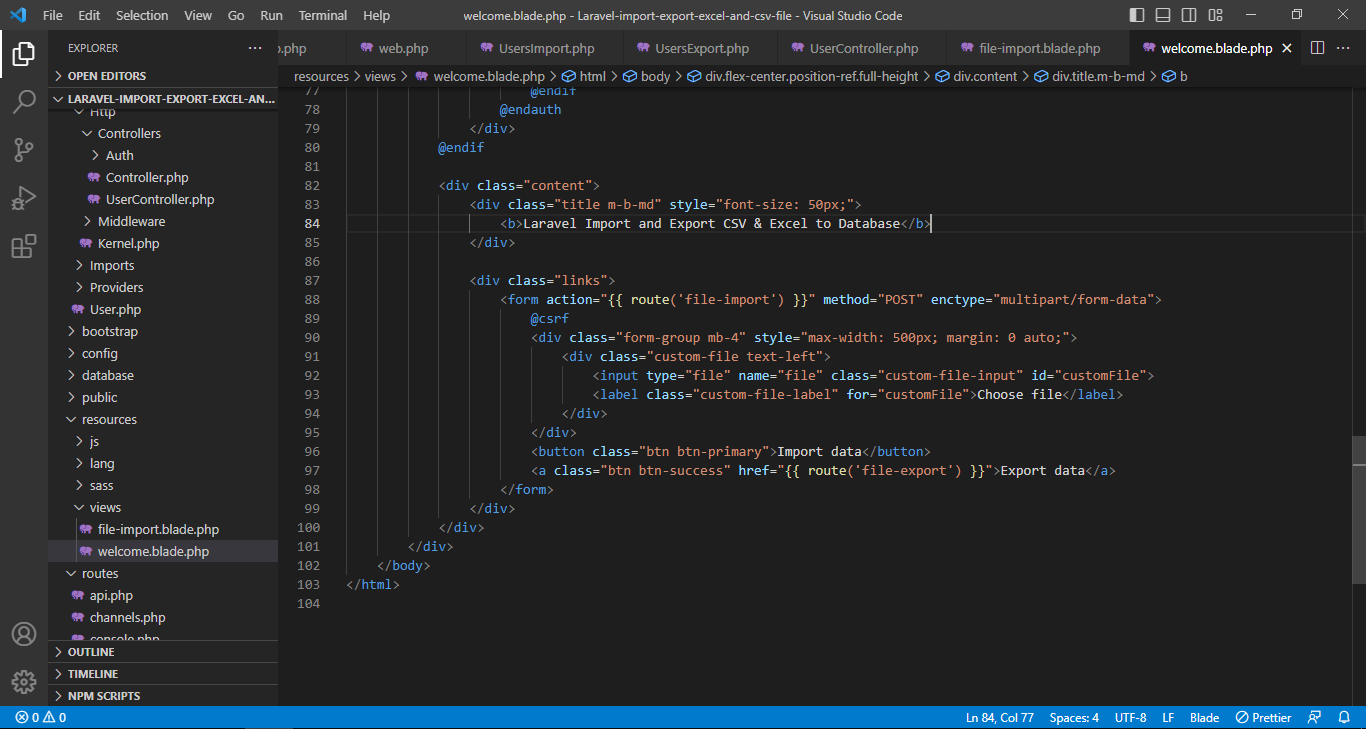 File Edit Selection View Go Run Terminal Help welcome.blade.php - Laravel-import-export-excel-and-csv-file - Visual Studio Code
EXPLORER
OPEN EDITORS
LARAVEL-IMPORT-EXPORT-EXCEL-AN...
Http
Controllers
Auth
Controller.php
UserController.php
Middleware
Kernel.php
Imports
Providers
User.php
bootstrap
config
database
public
resources
js
lang
sass
views
file-import.blade.php
welcome.blade.php
routes
api.php
channels.php
console.php
OUTLINE
TIMELINE
NPM SCRIPTS
.php web.php UsersImport.php UsersExport.php UserController.php file-import.blade.php welcome.blade.php
resources > views > welcome.blade.php > html > body > div.flex-center.position-ref.full-height > div.content > div.title.m-b-md > b
77 @endif
78 @endauth
79 </div>
80 @endif
81
82 <div class="content">
83 <div class="title m-b-md" style="font-size: 50px;">
84 <b>Laravel Import and Export CSV & Excel to Database</b>
85 </div>
86
87 <div class="links">
88 <form action="{{ route('file-import') }}" method="POST" enctype="multipart/form-data">
89 @csrf
90 <div class="form-group mb-4" style="max-width: 500px; margin: 0 auto;">
91 <div class="custom-file text-left">
92 <input type="file" name="file" class="custom-file-input" id="customFile">
93 <label class="custom-file-label" for="customFile">Choose file</label>
94 </div>
95 </div>
96 <button class="btn btn-primary">Import data</button>
97 <a class="btn btn-success" href="{{ route('file-export') }}">Export data</a>
98 </form>
99 </div>
100 </div>
101 </div>
102 </body>
103 </html>
104
0 0 Ln 84, Col 77 Spaces: 4 UTF-8 LF Blade Prettier